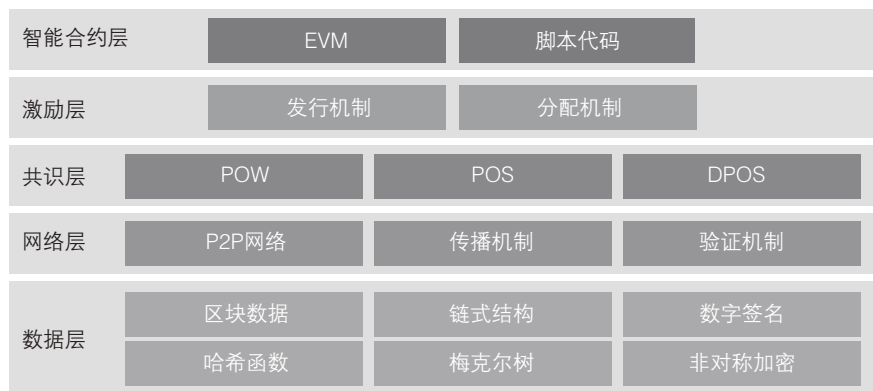 智能合约层 EVM 脚本代码
激励层 发行机制 分配机制
共识层 POW POS DPOS
网络层 P2P网络 传播机制 验证机制
数据层
区块数据 链式结构 数字签名
哈希函数 梅克尔树 非对称加密